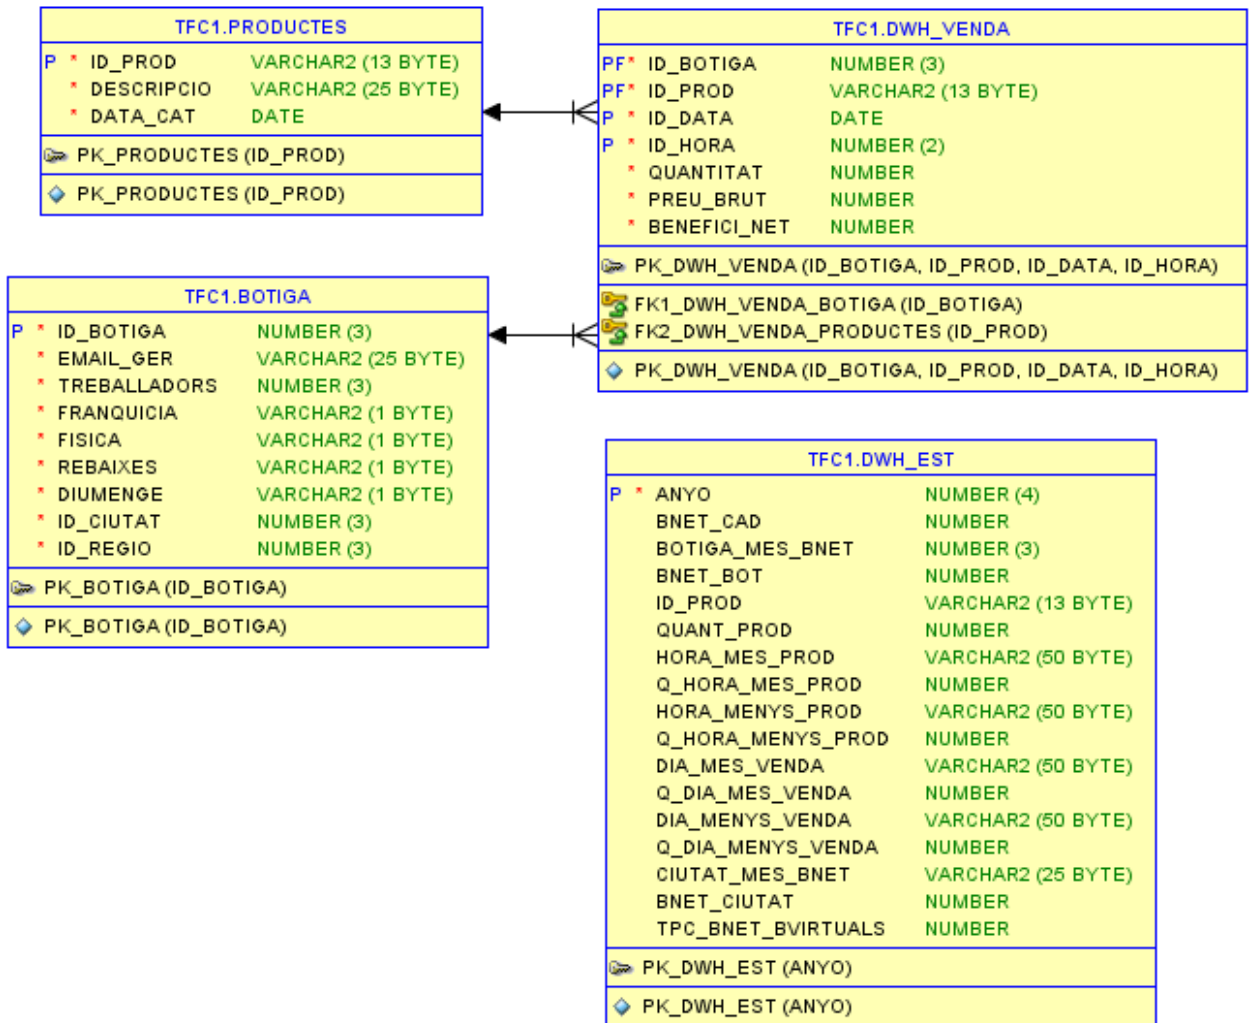 TFC1.PRODUCTES
P * ID_PROD VARCHAR2 (13 BYTE)
* DESCRIPCIO VARCHAR2 (25 BYTE)
* DATA_CAT DATE
PK_PRODUCTES (ID_PROD)
PK_PRODUCTES (ID_PROD)
TFC1.DWH_VENDA
PF* ID_BOTIGA NUMBER (3)
PF* ID_PROD VARCHAR2 (13 BYTE)
P * ID_DATA DATE
P * ID_HORA NUMBER (2)
* QUANTITAT NUMBER
* PREU_BRUT NUMBER
* BENEFICI_NET NUMBER
PK_DWH_VENDA (ID_BOTIGA, ID_PROD, ID_DATA, ID_HORA)
FK1_DWH_VENDA_BOTIGA (ID_BOTIGA)
FK2_DWH_VENDA_PRODUCTES (ID_PROD)
PK_DWH_VENDA (ID_BOTIGA, ID_PROD, ID_DATA, ID_HORA)
TFC1.BOTIGA
P * ID_BOTIGA NUMBER (3)
* EMAIL_GER VARCHAR2 (25 BYTE)
* TREBALLADORS NUMBER (3)
* FRANQUICIA VARCHAR2 (1 BYTE)
* FISICA VARCHAR2 (1 BYTE)
* REBAIXES VARCHAR2 (1 BYTE)
* DIUMENGE VARCHAR2 (1 BYTE)
* ID_CIUTAT NUMBER (3)
* ID_REGIO NUMBER (3)
PK_BOTIGA (ID_BOTIGA)
PK_BOTIGA (ID_BOTIGA)
TFC1.DWH_EST
P * ANYO NUMBER (4)
BNET_CAD NUMBER
BOTIGA_MES_BNET NUMBER (3)
BNET_BOT NUMBER
ID_PROD VARCHAR2 (13 BYTE)
QUANT_PROD NUMBER
HORA_MES_PROD VARCHAR2 (50 BYTE)
Q_HORA_MES_PROD NUMBER
HORA_MENYS_PROD VARCHAR2 (50 BYTE)
Q_HORA_MENYS_PROD NUMBER
DIA_MES_VENDA VARCHAR2 (50 BYTE)
Q_DIA_MES_VENDA NUMBER
DIA_MENYS_VENDA VARCHAR2 (50 BYTE)
Q_DIA_MENYS_VENDA NUMBER
CIUTAT_MES_BNET VARCHAR2 (25 BYTE)
BNET_CIUTAT NUMBER
TPC_BNET_BVIRTUALS NUMBER
PK_DWH_EST (ANYO)
PK_DWH_EST (ANYO)